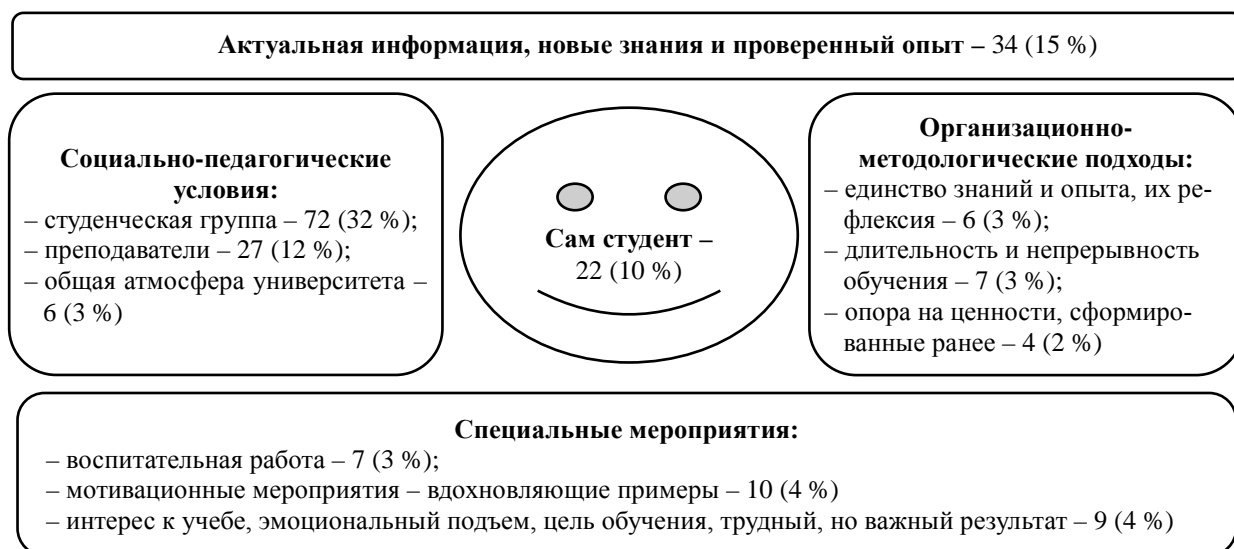 Актуальная информация, новые знания и проверенный опыт – 34 (15 %)
Социально-педагогические
условия:
– студенческая группа – 72 (32 %);
– преподаватели – 27 (12 %);
– общая атмосфера университета –
6 (3 %)
Сам студент –
22 (10 %)
Организационно-
методологические подходы:
– единство знаний и опыта, их ре-
флексия – 6 (3 %);
– длительность и непрерывность
обучения – 7 (3 %);
– опора на ценности, сформиро-
ванные ранее – 4 (2 %)
Специальные мероприятия:
– воспитательная работа – 7 (3 %);
– мотивационные мероприятия – вдохновляющие примеры – 10 (4 %)
– интерес к учебе, эмоциональный подъем, цель обучения, трудный, но важный результат – 9 (4 %)